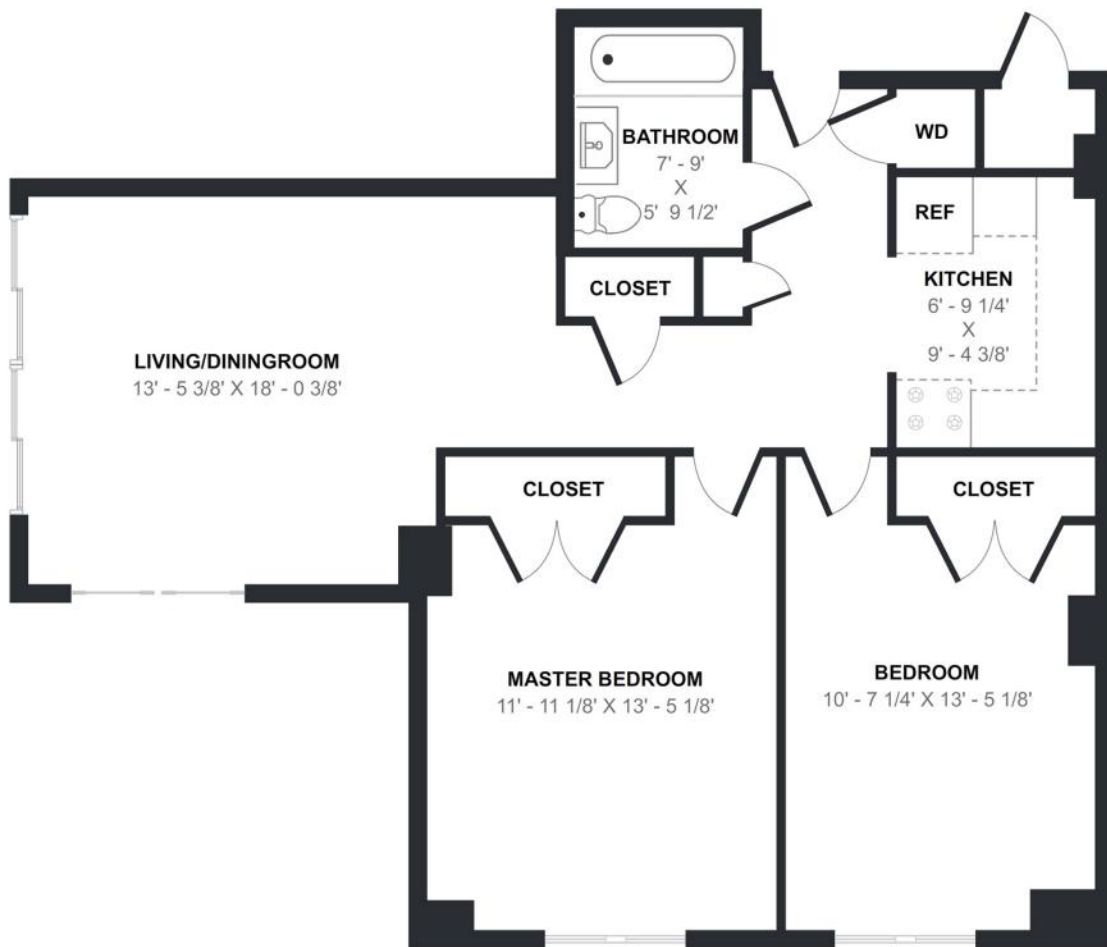 BATHROOM
7' - 9'
X
5'  9 1/2'
WD
REF
CLOSET
KITCHEN
6' - 9 1/4'
X
9' - 4 3/8'
LIVING/DININGROOM
13' - 5 3/8' X 18' - 0 3/8'
CLOSET
CLOSET
MASTER BEDROOM
11' - 11 1/8' X 13' - 5 1/8'
BEDROOM
10' - 7 1/4' X 13' - 5 1/8'